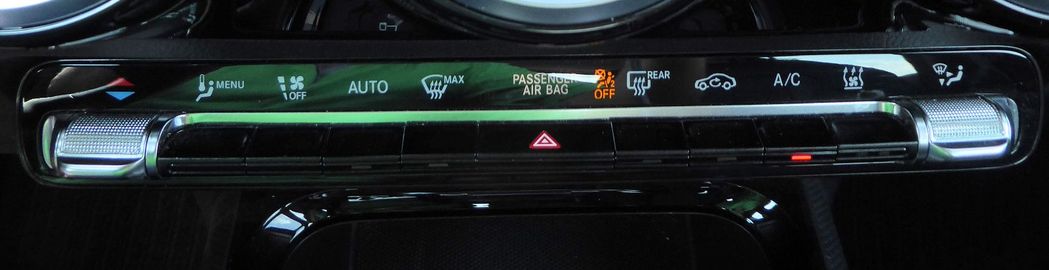 MENU
OFF
AUTO
MAX
PASSENGER
AIR BAG
OFF
REAR
A/C